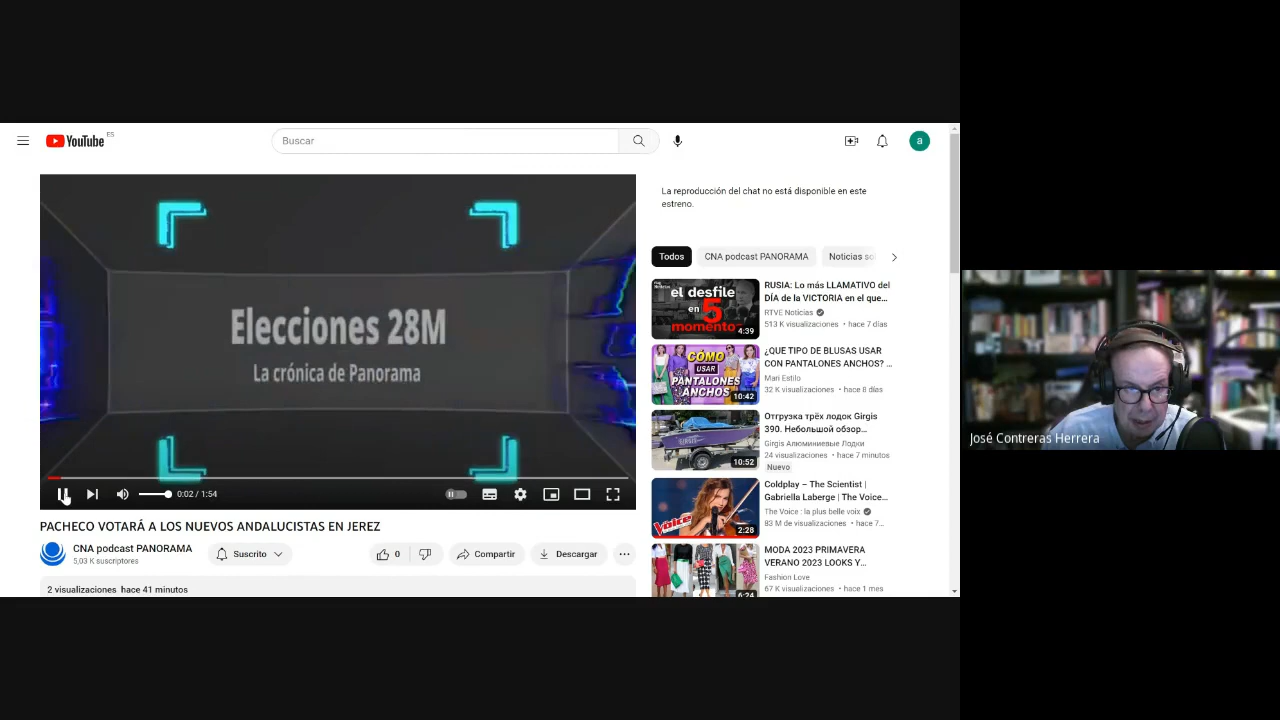 YouTube ES
Buscar
a
Elecciones 28M
La crónica de Panorama
0:02 / 1:54
PACHECO VOTARÁ A LOS NUEVOS ANDALUCISTAS EN JEREZ
CNA podcast PANORAMA
5,03 K suscriptores
Suscrito
0
Compartir
Descargar
2 visualizaciones hace 41 minutos
La reproducción del chat no está disponible en este
estreno.
Todos
CNA podcast PANORAMA
Noticias so
el desfile
en 5
momento
4:39
RUSIA: Lo más LLAMATIVO del
DÍA de la VICTORIA en el que...
RTVE Noticias
513 K visualizaciones • hace 7 días
CÓMO
USAR
PANTALONES
ANCHOS
10:42
¿QUE TIPO DE BLUSAS USAR
CON PANTALONES ANCHOS? ...
Mari Estilo
32 K visualizaciones • hace 8 días
GIRGIS
10:52
Отгрузка трёх лодок Girgis
390. Небольшой обзор...
Girgis Алюминиевые Лодки
24 visualizaciones • hace 7 minutos
Nuevo
Voice
2:28
Coldplay – The Scientist |
Gabriella Laberge | The Voice...
The Voice : la plus belle voix
83 M de visualizaciones • hace 7...
6:24
MODA 2023 PRIMAVERA
VERANO 2023 LOOKS Y...
Fashion Love
67 K visualizaciones • hace 1 mes
José Contreras Herrera